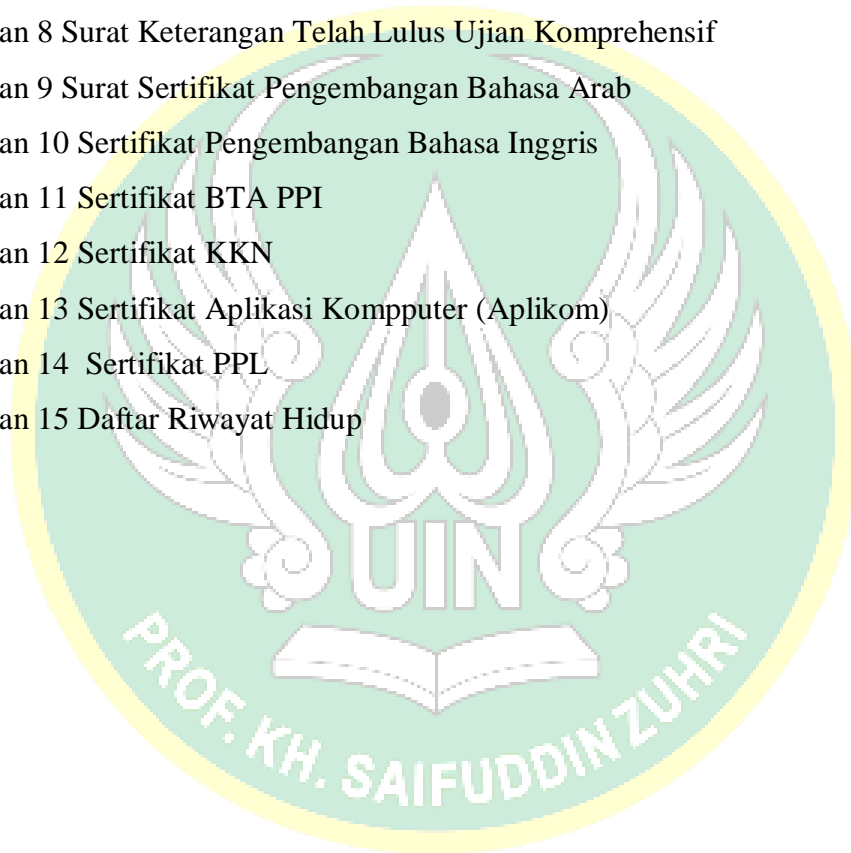 an 8 Surat Keterangan Telah Lulus Ujian Komprehensif
an 9 Surat Sertifikat Pengembangan Bahasa Arab
an 10 Sertifikat Pengembangan Bahasa Inggris
an 11 Sertifikat BTA PPI
an 12 Sertifikat KKN
an 13 Sertifikat Aplikasi Kompputer (Aplikom)
an 14 Sertifikat PPL
an 15 Daftar Riwayat Hidup
UIN
PROF. KH. SAIFUDDIN ZUHRI